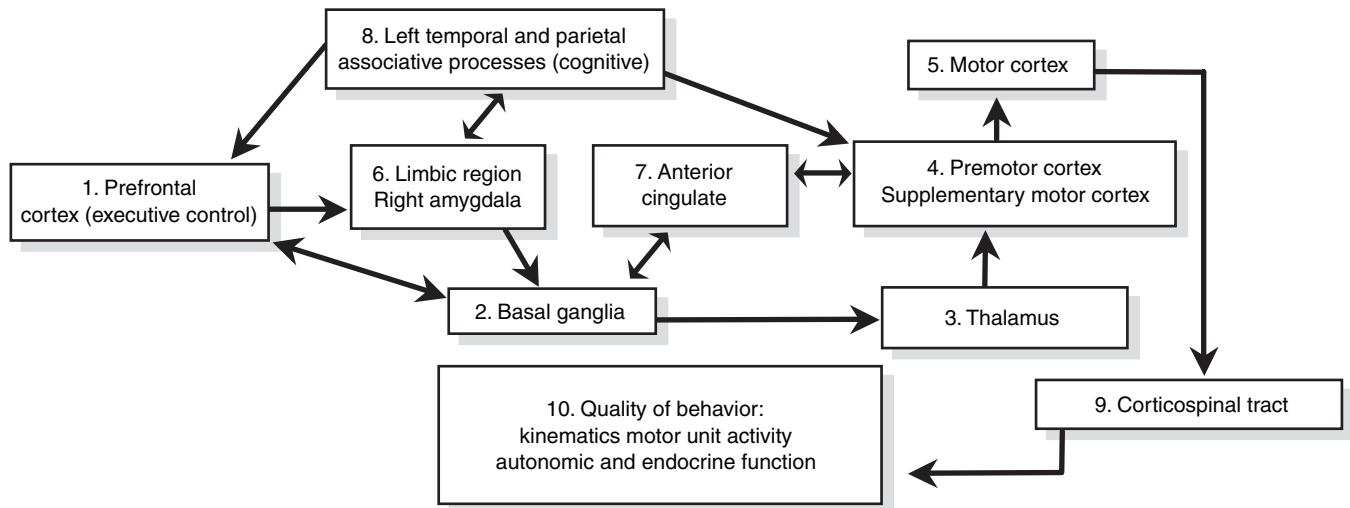 8. Left temporal and parietal
associative processes (cognitive)
5. Motor cortex
1. Prefrontal
cortex (executive control)
6. Limbic region
Right amygdala
7. Anterior
cingulate
4. Premotor cortex
Supplementary motor cortex
2. Basal ganglia
3. Thalamus
10. Quality of behavior:
kinematics motor unit activity
autonomic and endocrine function
9. Corticospinal tract